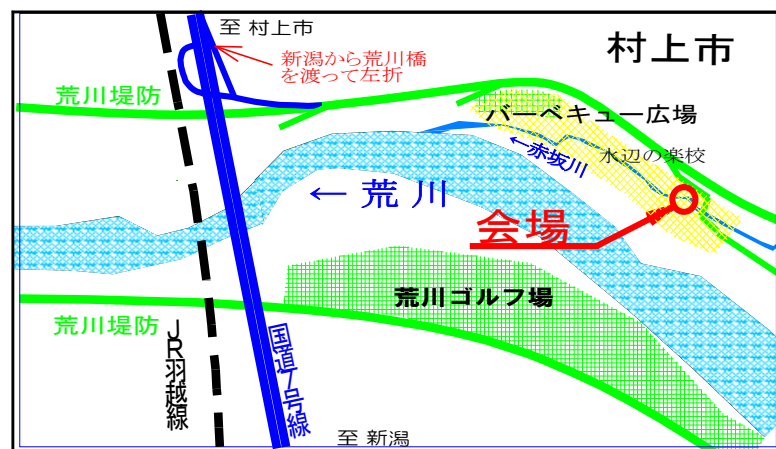 至 村上市
新潟から荒川橋
を渡って左折
村上市
荒川堤防
バーベキュー広場
←赤坂川
水辺の楽校
← 荒 川
会場
荒川ゴルフ場
荒川堤防
JR羽越線
国道7号線
至 新潟